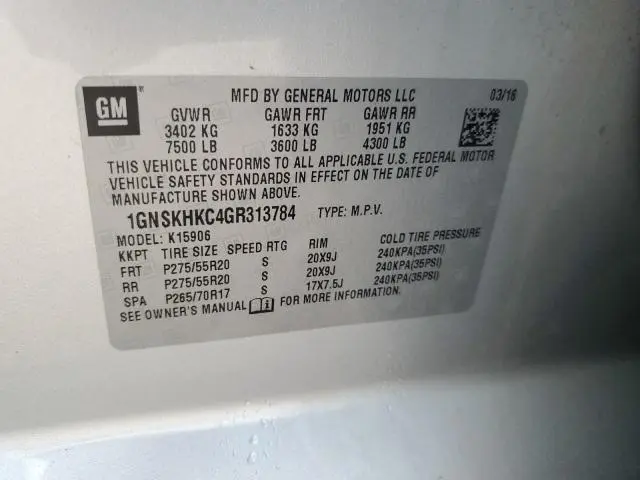 GM
MFD BY GENERAL MOTORS LLC 03/16
GVWR GAWR FRT GAWR RR
3402 KG 1633 KG 1951 KG
7500 LB 3600 LB 4300 LB
THIS VEHICLE CONFORMS TO ALL APPLICABLE U.S. FEDERAL MOTOR
VEHICLE SAFETY STANDARDS IN EFFECT ON THE DATE OF
MANUFACTURE SHOWN ABOVE.
1GNSKHKC4GR313784 TYPE: M.P.V.
MODEL: K15906
KKPT TIRE SIZE SPEED RTG RIM COLD TIRE PRESSURE
FRT P275/55R20 S 20X9J 240KPA(35PSI)
RR P275/55R20 S 20X9J 240KPA(35PSI)
SPA P265/70R17 S 17X7.5J 240KPA(35PSI)
SEE OWNER'S MANUAL FOR MORE INFORMATION.